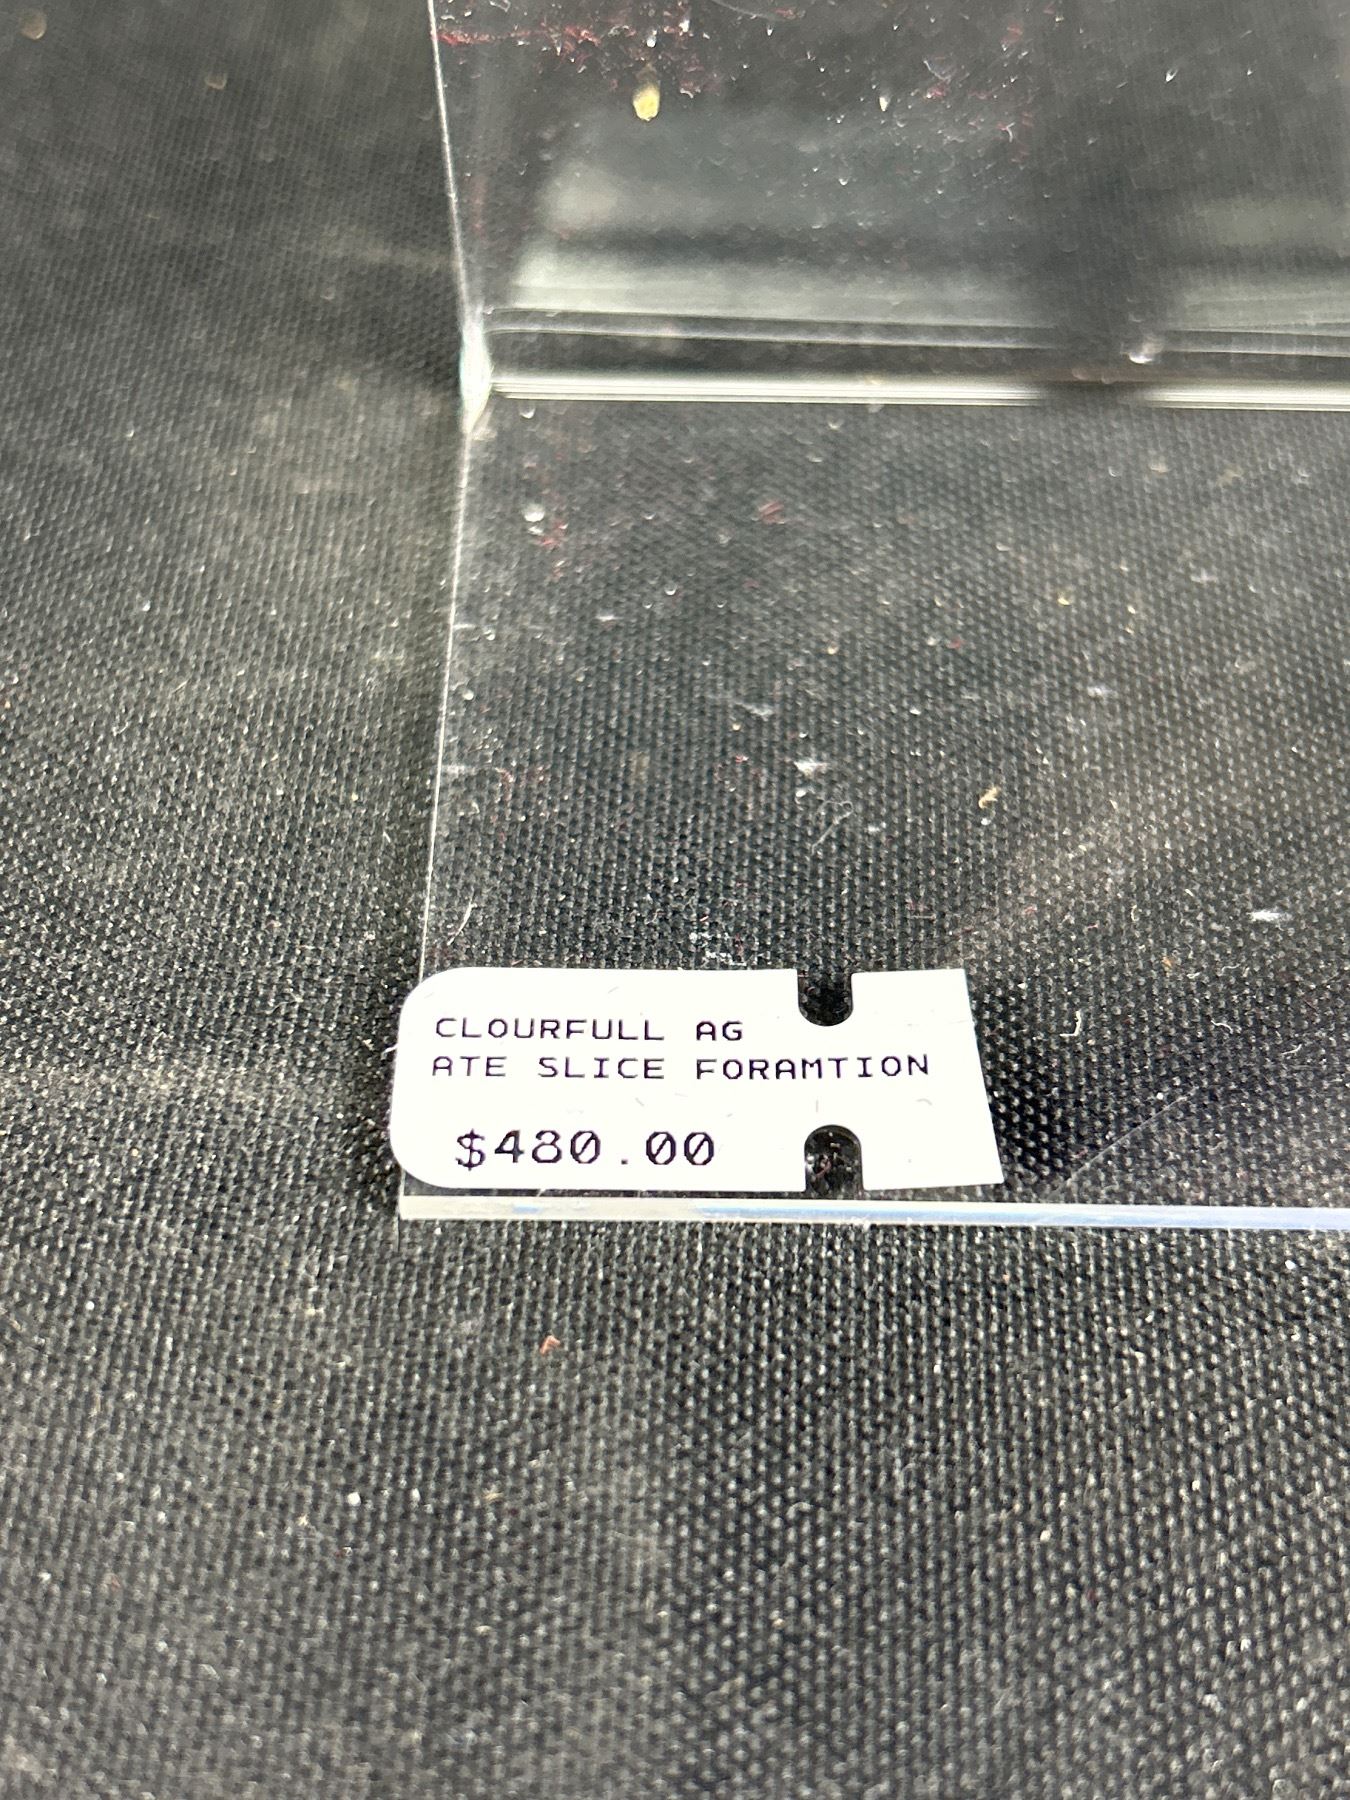 CLOURFULL AG
ATE SLICE FORAMTION
$480.00